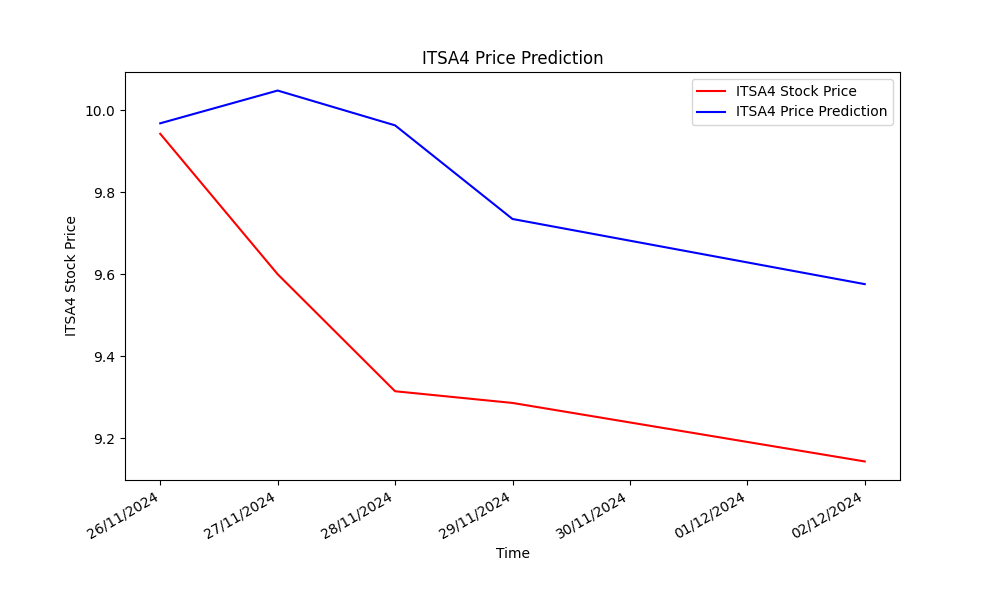 ITSA4 Price Prediction
ITSA4 Stock Price
ITSA4 Price Prediction
10.0
9.8
9.6
9.4
9.2
ITSA4 Stock Price
26/11/2024
27/11/2024
28/11/2024
29/11/2024
30/11/2024
01/12/2024
02/12/2024
Time